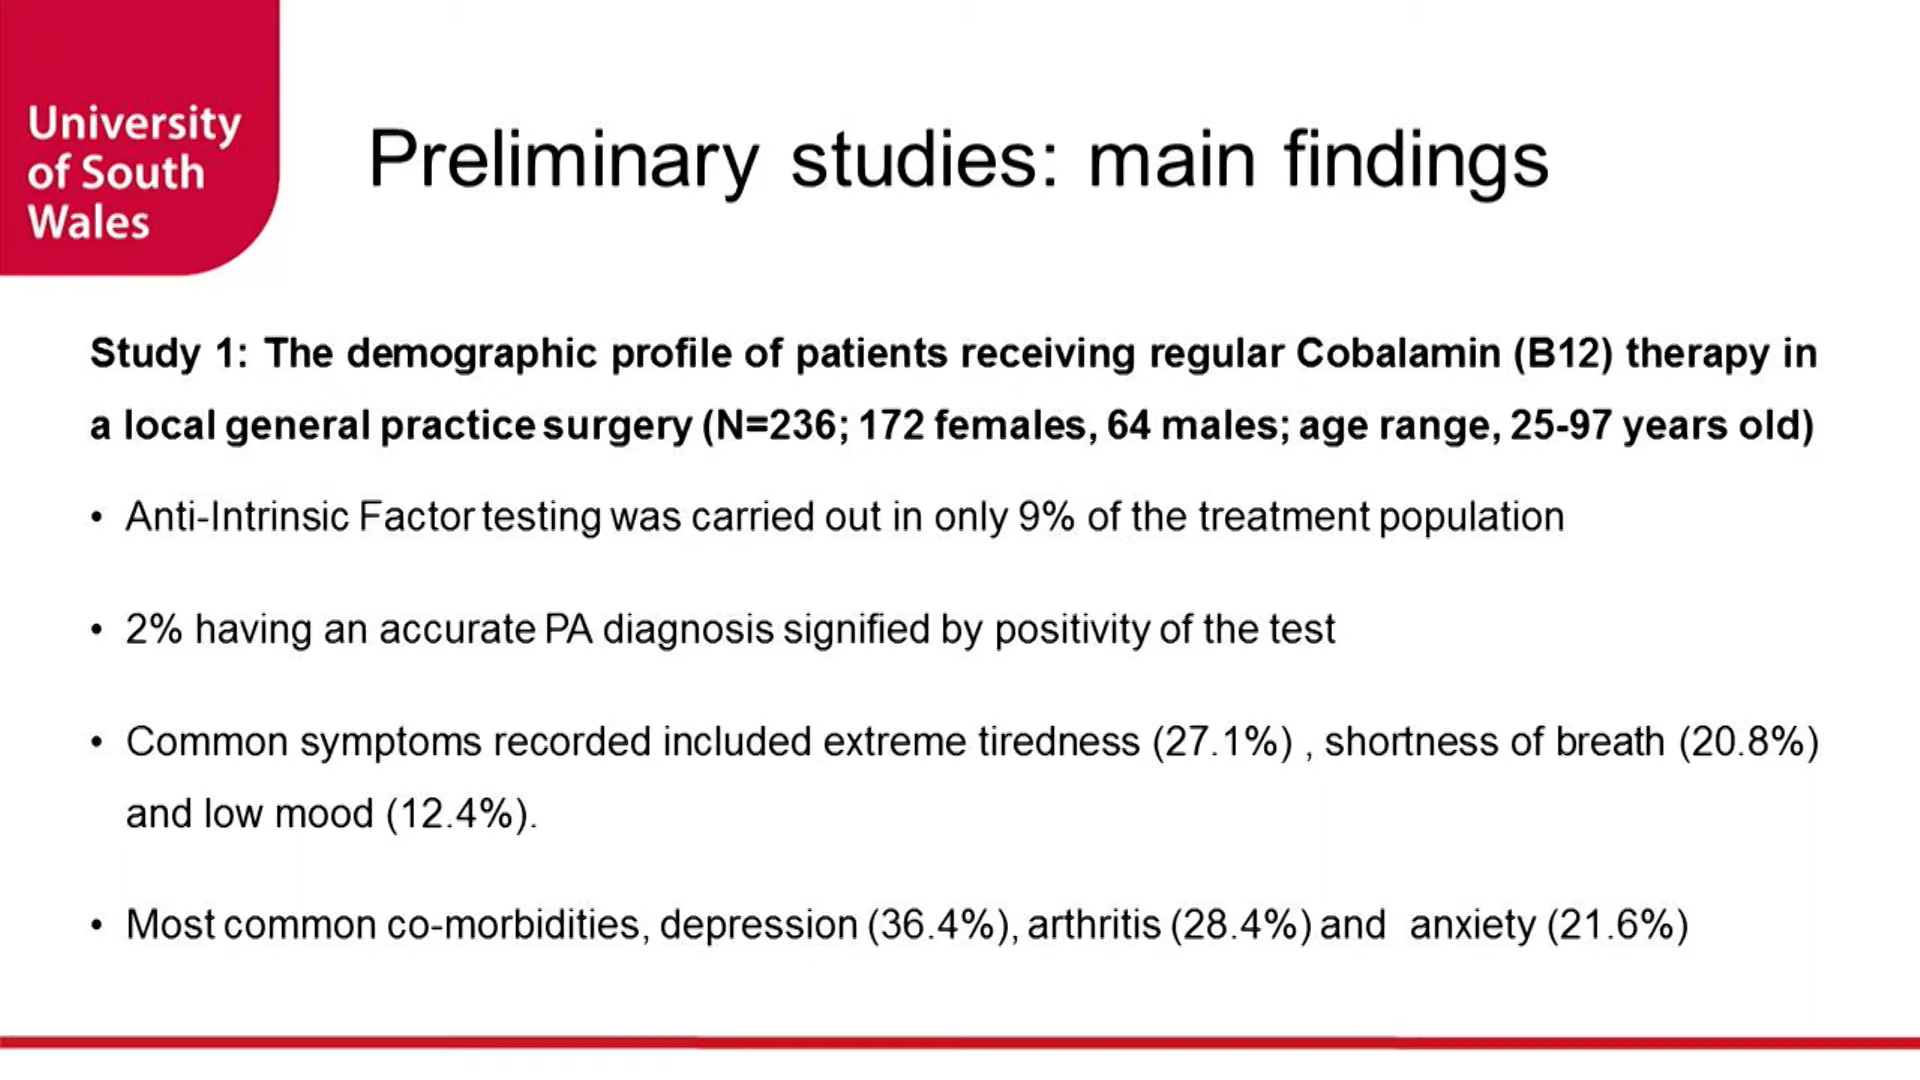 University
of South
Wales
Preliminary studies: main findings
Study 1: The demographic profile of patients receiving regular Cobalamin (B12) therapy in
a local general practice surgery (N=236; 172 females, 64 males; age range, 25-97 years old)
• Anti-Intrinsic Factor testing was carried out in only 9% of the treatment population
• 2% having an accurate PA diagnosis signified by positivity of the test
• Common symptoms recorded included extreme tiredness (27.1%) , shortness of breath (20.8%)
and low mood (12.4%).
• Most common co-morbidities, depression (36.4%), arthritis (28.4%) and anxiety (21.6%)